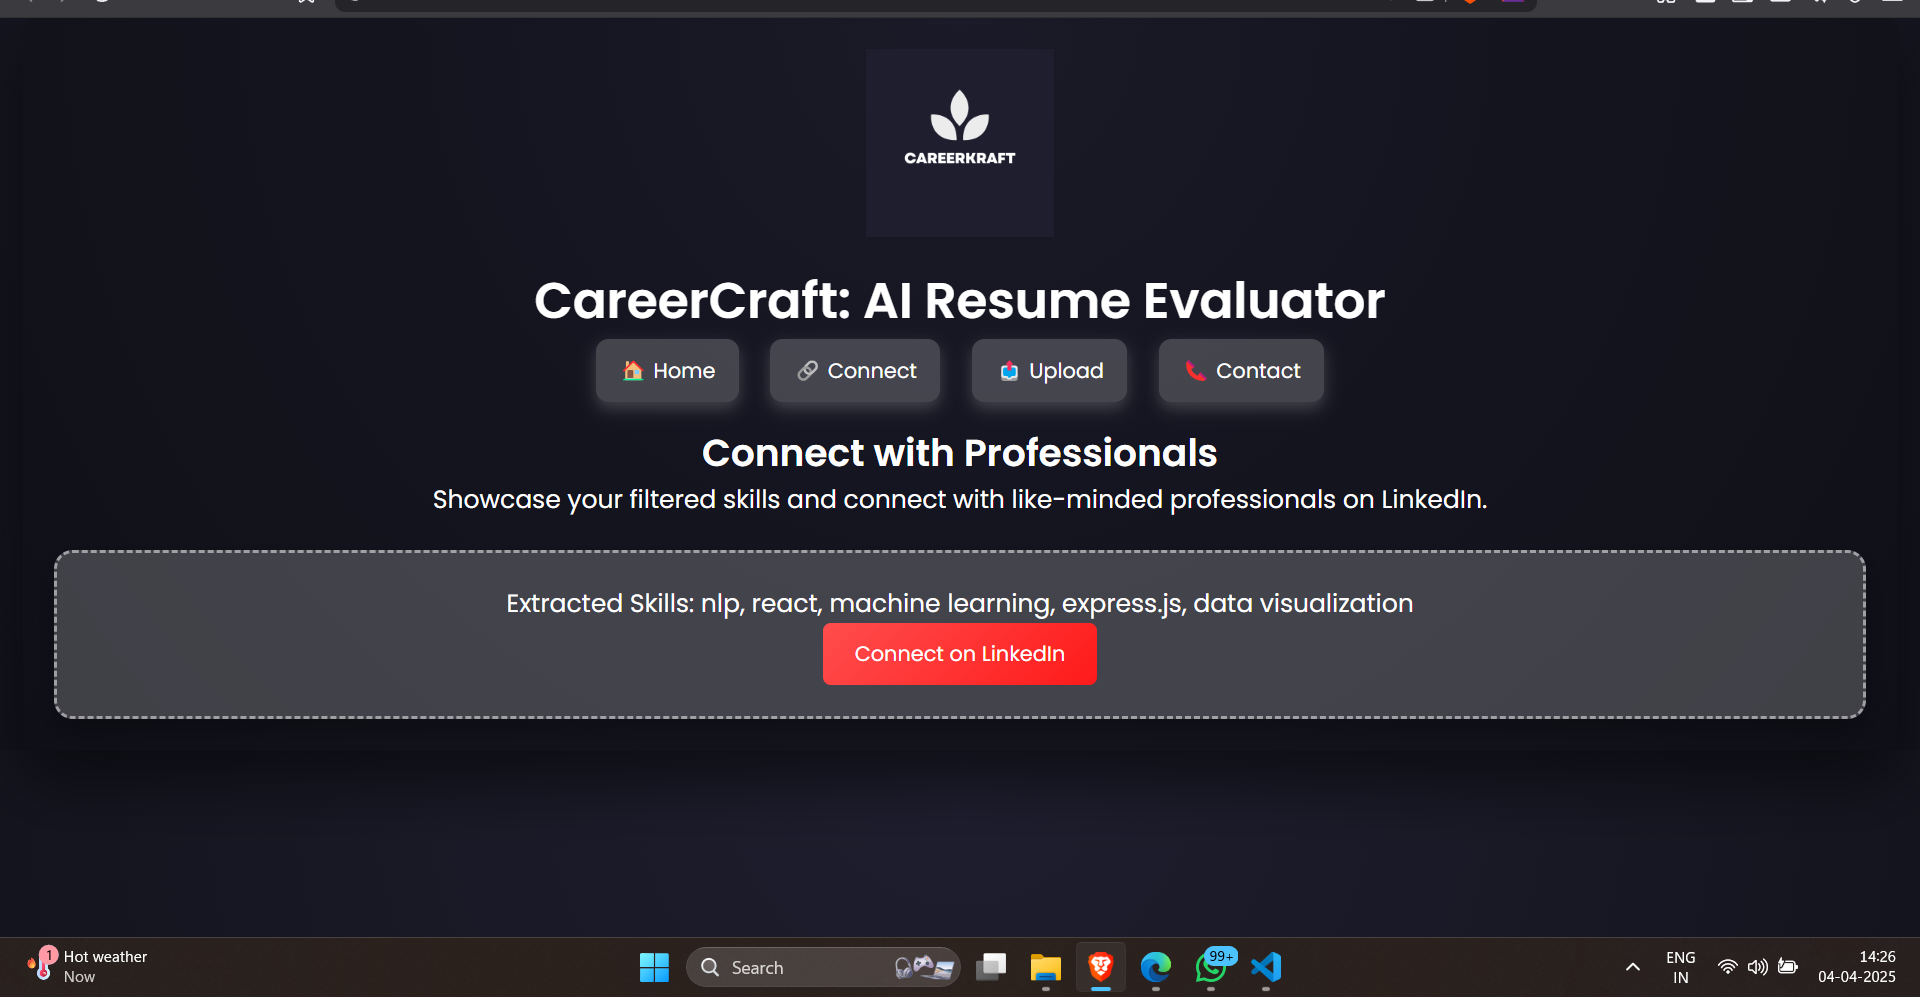 CAREERKRAFT
CareerCraft: AI Resume Evaluator
Home
Connect
Upload
Contact
Connect with Professionals
Showcase your filtered skills and connect with like-minded professionals on LinkedIn.
Extracted Skills: nlp, react, machine learning, express.js, data visualization
Connect on LinkedIn
1
Hot weather
Now
Search
99+
ENG
IN
14:26
04-04-2025